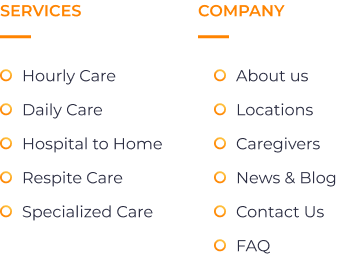 SERVICES
Hourly Care
Daily Care
Hospital to Home
Respite Care
Specialized Care
COMPANY
About us
Locations
Caregivers
News & Blog
Contact Us
FAQ